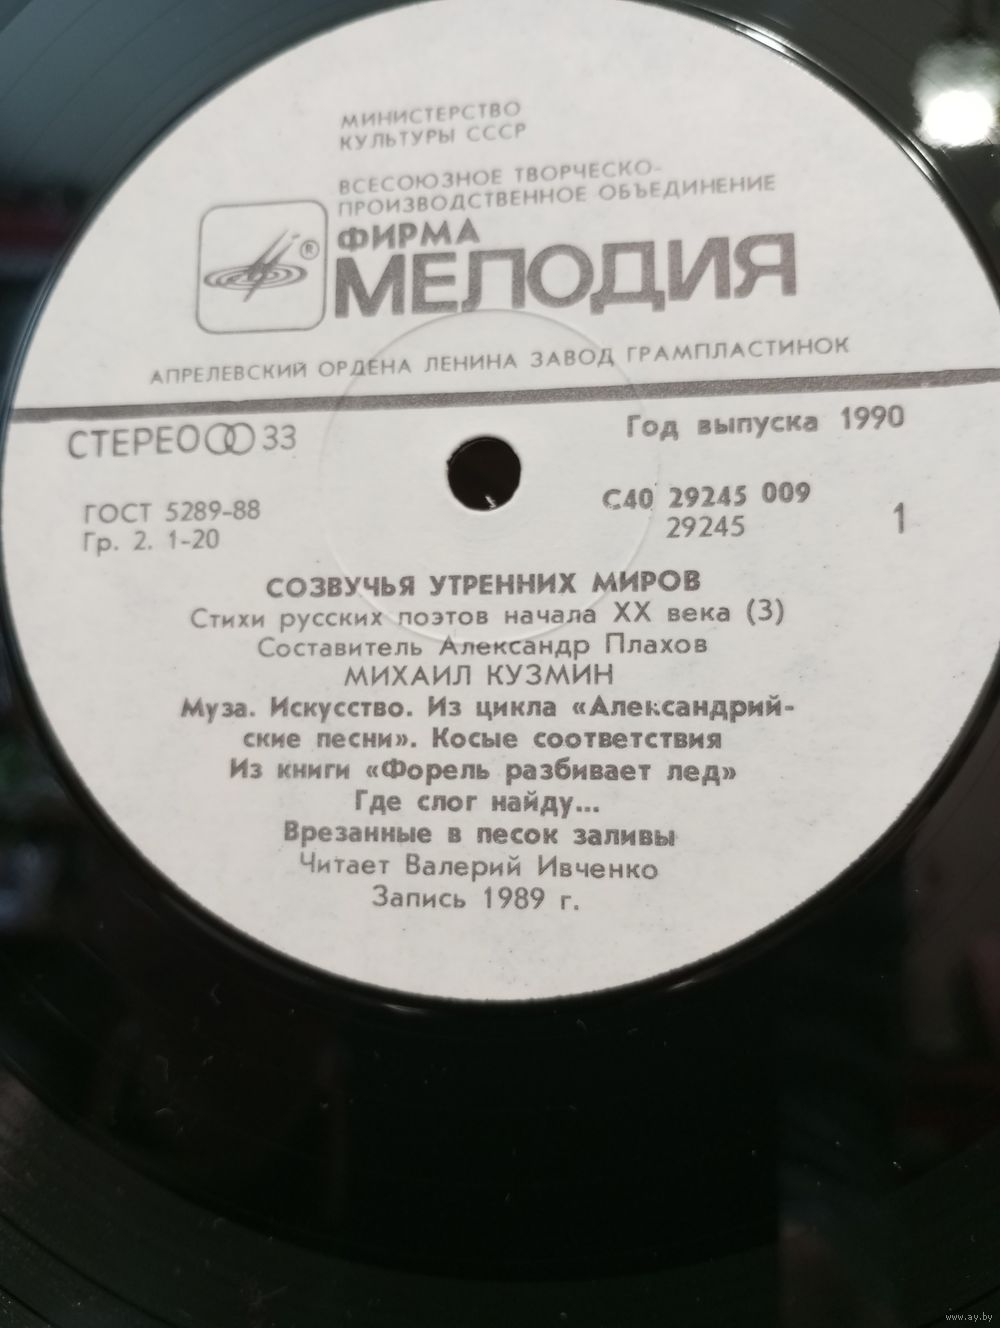 МИНИСТЕРСТВО
КУЛЬТУРЫ СССР
ВСЕСОЮЗНОЕ ТВОРЧЕСКО-
ПРОИЗВОДСТВЕННОЕ ОБЪЕДИНЕНИЕ
®
ФИРМА
МЕЛОДИЯ
АПРЕЛЕВСКИЙ ОРДЕНА ЛЕНИНА ЗАВОД ГРАМПЛАСТИНОК
СТЕРЕО 33
Год выпуска 1990
ГОСТ 5289-88
Гр. 2. 1-20
С40 29245 009
29245
1
СОЗВУЧЬЯ УТРЕННИХ МИРОВ
Стихи русских поэтов начала XX века (3)
Составитель Александр Плахов
МИХАИЛ КУЗМИН
Муза. Искусство. Из цикла «Александрий-
ские песни». Косые соответствия
Из книги «Форель разбивает лед»
Где слог найду...
Врезанные в песок заливы
Читает Валерий Ивченко
Запись 1989 г.
www.ay.by